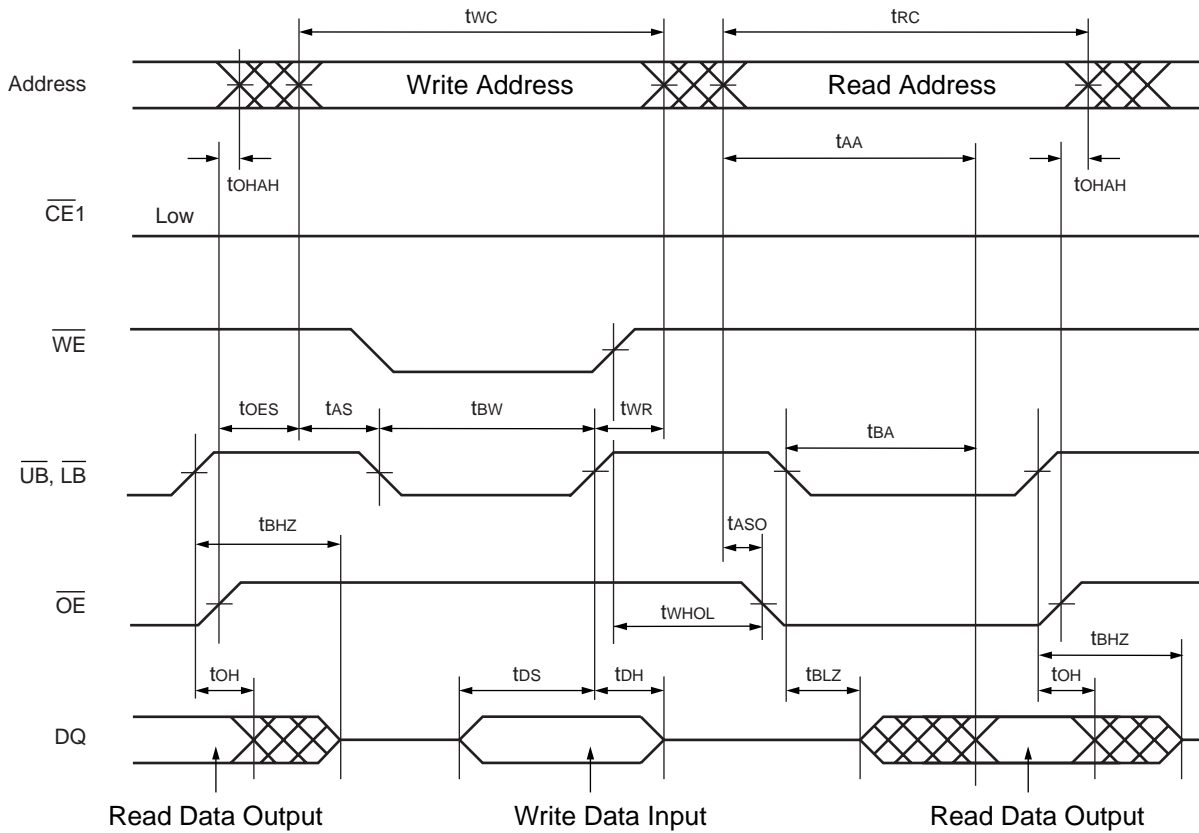 tWC tRC
Address Write Address Read Address
tAA
tOHAH tOHAH
CE1 Low
WE
tOES tAS tBW tWR
tBA
UB, LB
tBHZ tASO
OE
tWHOL
tBHZ
tOH tDS tDH tBLZ tOH
DQ
Read Data Output Write Data Input Read Data Output